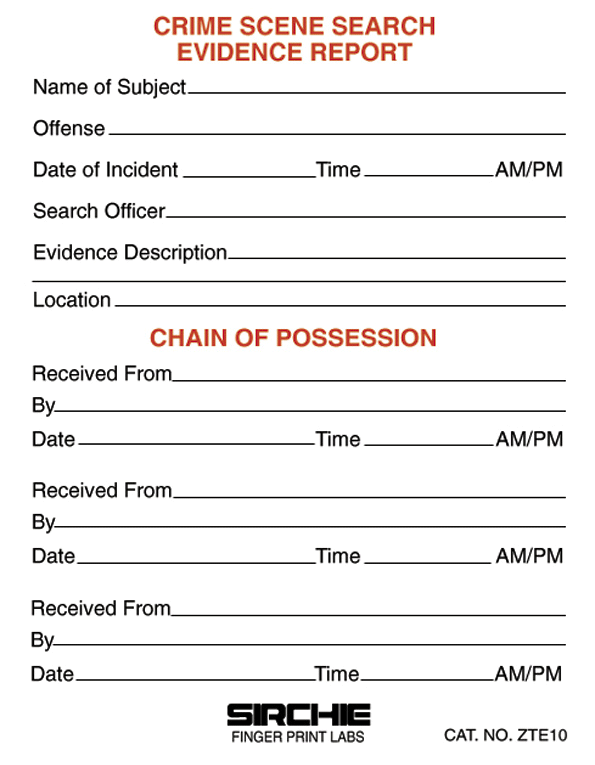 CRIME SCENE SEARCH
EVIDENCE REPORT
Name of Subject
Offense
Date of Incident Time AM/PM
Search Officer
Evidence Description
Location
CHAIN OF POSSESSION
Received From
By
Date Time AM/PM
Received From
By
Date Time AM/PM
Received From
By
Date Time AM/PM
SIRCHIE
FINGER PRINT LABS
CAT. NO. ZTE10